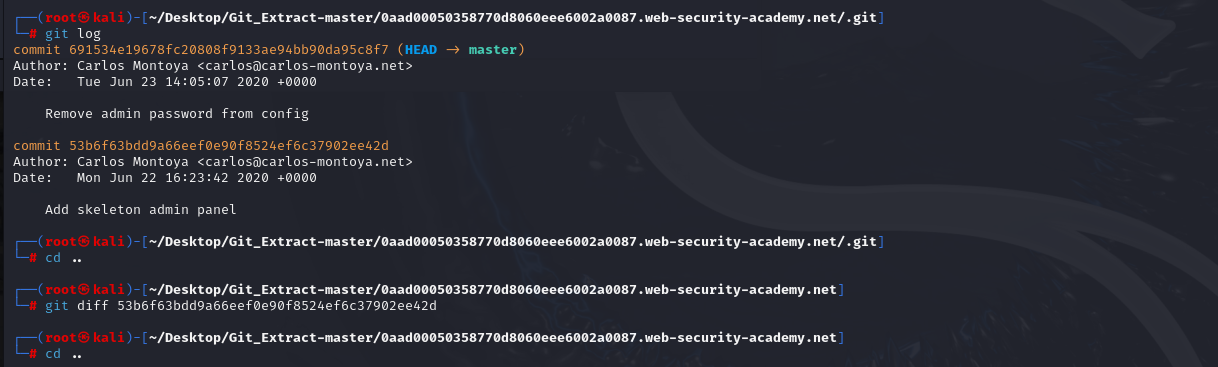 ┌──(root㉿kali)-[~/Desktop/Git_Extract-master/0aad00050358770d8060eee6002a0087.web-security-academy.net/.git]
└─# git log
commit 691534e19678fc20808f9133ae94bb90da95c8f7 (HEAD → master)
Author: Carlos Montoya <carlos@carlos-montoya.net>
Date:   Tue Jun 23 14:05:07 2020 +0000
    Remove admin password from config
commit 53b6f63bdd9a66eef0e90f8524ef6c37902ee42d
Author: Carlos Montoya <carlos@carlos-montoya.net>
Date:   Mon Jun 22 16:23:42 2020 +0000
    Add skeleton admin panel
┌──(root㉿kali)-[~/Desktop/Git_Extract-master/0aad00050358770d8060eee6002a0087.web-security-academy.net/.git]
└─# cd ..
┌──(root㉿kali)-[~/Desktop/Git_Extract-master/0aad00050358770d8060eee6002a0087.web-security-academy.net]
└─# git diff 53b6f63bdd9a66eef0e90f8524ef6c37902ee42d
┌──(root㉿kali)-[~/Desktop/Git_Extract-master/0aad00050358770d8060eee6002a0087.web-security-academy.net]
└─# cd ..